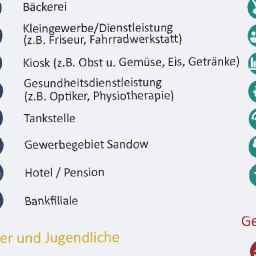 Bäckerei
Kleingewerbe/Dienstleistung
(z.B. Friseur, Fahrradwerkstatt)
Kiosk (z.B. Obst u. Gemüse, Eis, Getränke)
Gesundheitsdienstleistung
(z.B. Optiker, Physiotherapie)
Tankstelle
Gewerbegebiet Sandow
Hotel / Pension
Bankfiliale
Ge
er und Jugendliche